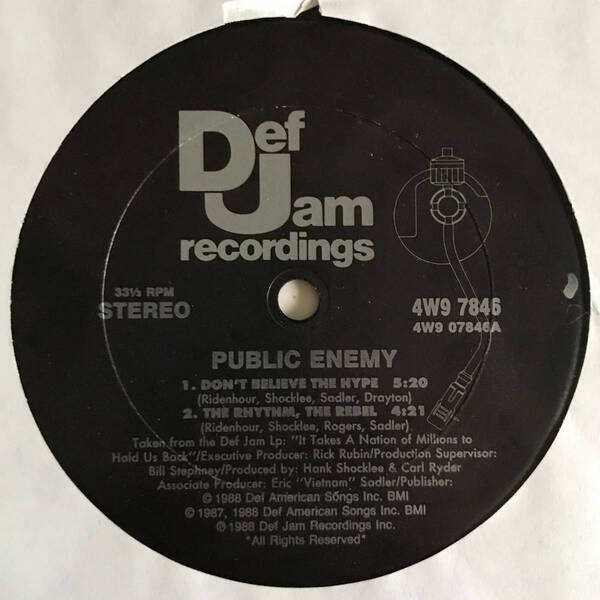 Def
Jam
recordings
33⅓ RPM
STEREO
4W9 7846
4W9 07846A
PUBLIC ENEMY
1. DON'T BELIEVE THE HYPE 5:20
(Ridenhour, Shocklee, Sadler, Drayton)
2. THE RHYTHM, THE REBEL 4:21
(Ridenhour, Shocklee, Rogers, Sadler)
Taken from the Def Jam Lp: "It Takes A Nation of Millions to
Hold Us Back"/Executive Producer: Rick Rubin/Production Supervisor:
Bill Stephney/Produced by: Hank Shocklee & Carl Ryder
Associate Producer: Eric "Vietnam" Sadler/Publisher:
© 1988 Def American Songs Inc. BMI
© 1987, 1988 Def American Songs Inc. BMI
℗ 1988 Def Jam Recordings Inc.
"All Rights Reserved"